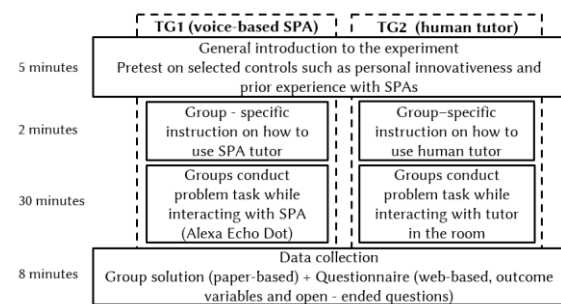 TG1 (voice-based SPA)
TG2 (human tutor)
5 minutes
General introduction to the experiment
Pretest on selected controls such as personal innovativeness and
prior experience with SPAs
2 minutes
Group - specific
instruction on how to
use SPA tutor
Group–specific
instruction on how to
use human tutor
30 minutes
Groups conduct
problem task while
interacting with SPA
(Alexa Echo Dot)
Groups conduct
problem task while
interacting with tutor
in the room
8 minutes
Data collection
Group solution (paper-based) + Questionnaire (web-based, outcome
variables and open - ended questions)